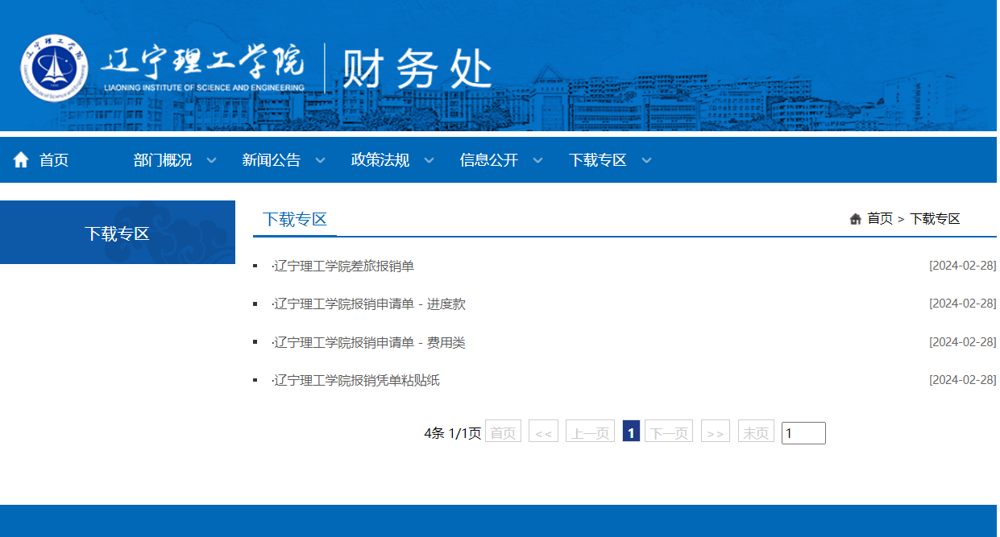 辽宁理工学院
LIAONING INSTITUTE OF SCIENCE AND ENGINEERING
财务处
首页 部门概况 新闻公告 政策法规 信息公开 下载专区
下载专区
下载专区
首页 > 下载专区
·辽宁理工学院差旅报销单 [2024-02-28]
·辽宁理工学院报销申请单 - 进度款 [2024-02-28]
·辽宁理工学院报销申请单 - 费用类 [2024-02-28]
·辽宁理工学院报销凭单粘贴纸 [2024-02-28]
4条 1/1页 首页 << 上一页 1 下一页 >> 末页 1